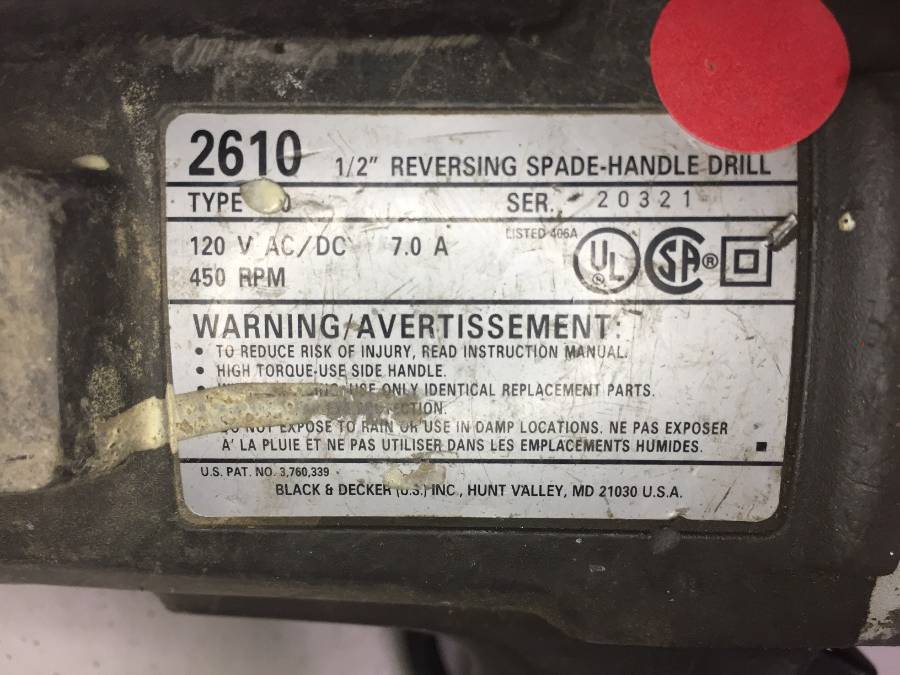 2610 1/2" REVERSING SPADE-HANDLE DRILL
TYPE SER. 20321
120 V AC/DC 7.0 A LISTED 406A UL SA®
450 RPM
WARNING/AVERTISSEMENT:
• TO REDUCE RISK OF INJURY, READ INSTRUCTION MANUAL.
• HIGH TORQUE-USE SIDE HANDLE.
USE ONLY IDENTICAL REPLACEMENT PARTS.
NOT EXPOSE TO RAIN OR USE IN DAMP LOCATIONS. NE PAS EXPOSER
A' LA PLUIE ET NE PAS UTILISER DANS LES EMPLACEMENTS HUMIDES.
U.S. PAT. NO. 3,760,339
BLACK & DECKER (U.S.) INC., HUNT VALLEY, MD 21030 U.S.A.